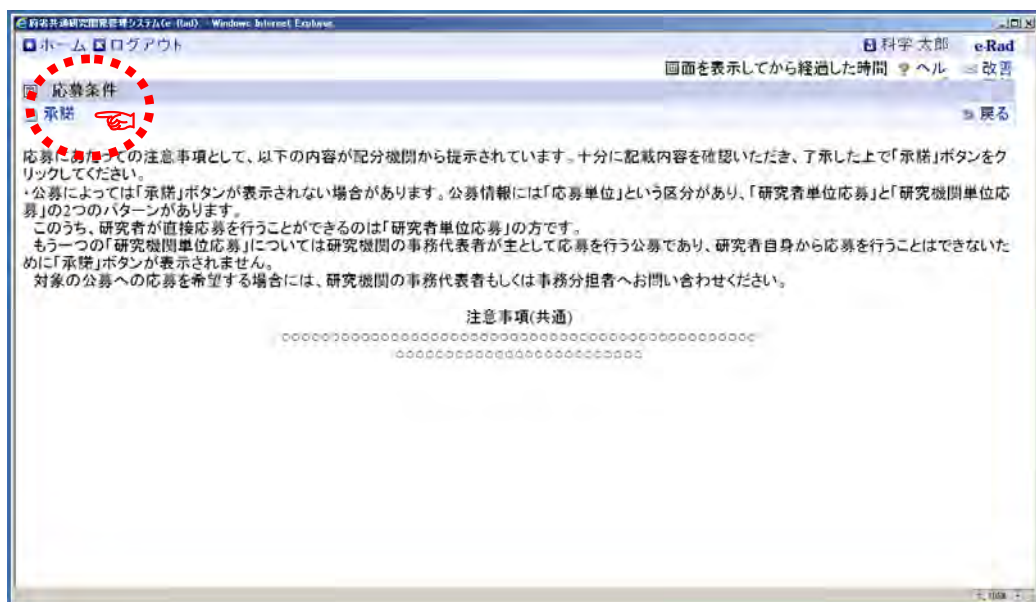 府省共通研究開発管理システム(e-Rad) - Windows Internet Explorer
ホーム ログアウト 科学 太郎 e-Rad
画面を表示してから経過した時間 ? ヘル 改善
応募条件
承諾 戻る
応募にあたっての注意事項として、以下の内容が配分機関から提示されています。十分に記載内容を確認いただき、了承した上で「承諾」ボタンをク
リックしてください。
・公募によっては「承諾」ボタンが表示されない場合があります。公募情報には「応募単位」という区分があり、「研究者単位応募」と「研究機関単位応
募」の2つのパターンがあります。
このうち、研究者が直接応募を行うことができるのは「研究者単位応募」の方です。
もう一つの「研究機関単位応募」については研究機関の事務代表者が主として応募を行う公募であり、研究者自身から応募を行うことはできないた
めに「承諾」ボタンが表示されません。
対象の公募への応募を希望する場合には、研究機関の事務代表者もしくは事務分担者へお問い合わせください。
注意事項(共通)